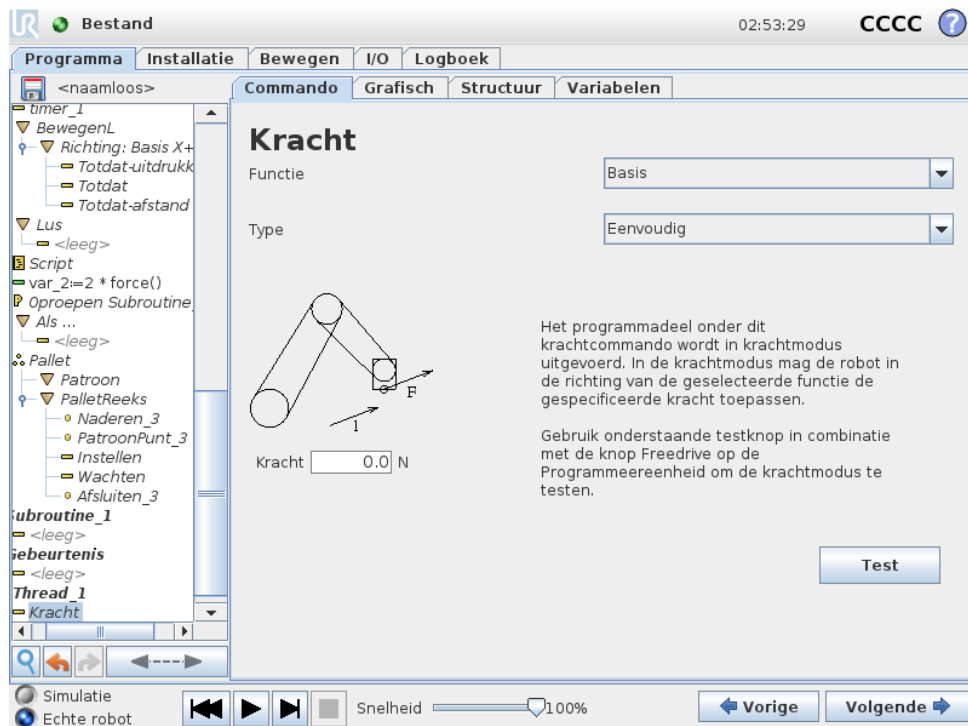 Bestand
02:53:29
CCCC
?
Programma
Installatie
Bewegen
I/O
Logboek
<naamloos>
Commando
Grafisch
Structuur
Variabelen
timer_1
BewegenL
Richting: Basis X+
Totdat-uitdrukk
Totdat
Totdat-afstand
Lus
<leeg>
Script
var_2:=2 * force()
Oproepen Subroutine_
Als ...
<leeg>
Pallet
Patroon
PalletReeks
Naderen_3
PatroonPunt_3
Instellen
Wachten
Afsluiten_3
Subroutine_1
<leeg>
Gebeurtenis
<leeg>
Thread_1
Kracht
Kracht
Functie
Basis
Type
Eenvoudig
F
1
Kracht 0.0 N
Het programmadeel onder dit
krachtcommando wordt in krachtmodus
uitgevoerd. In de krachtmodus mag de robot in
de richting van de geselecteerde functie de
gespecificeerde kracht toepassen.
Gebruik onderstaande testknop in combinatie
met de knop Freedrive op de
Programmeereenheid om de krachtmodus te
testen.
Test
Simulatie
Echte robot
Snelheid
100%
Vorige
Volgende